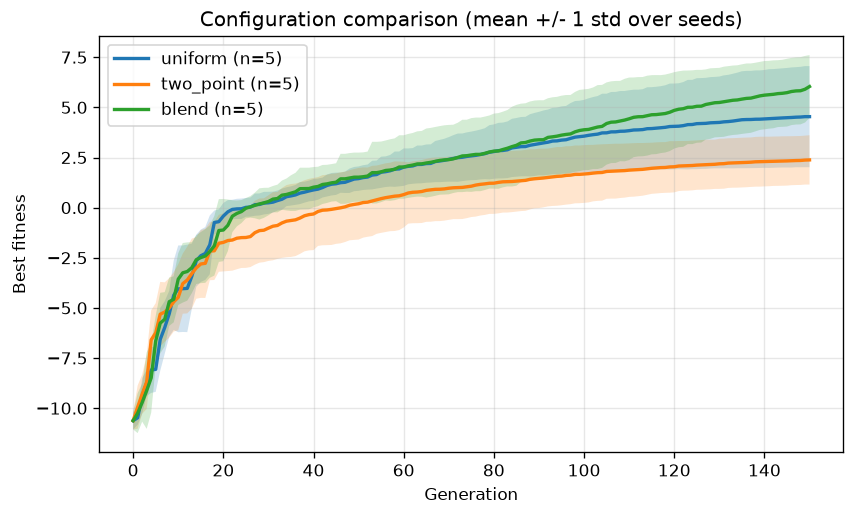 Configuration comparison (mean +/- 1 std over seeds)
uniform (n=5)
two_point (n=5)
blend (n=5)
7.5
5.0
2.5
0.0
−2.5
−5.0
−7.5
−10.0
Best fitness
0 20 40 60 80 100 120 140
Generation